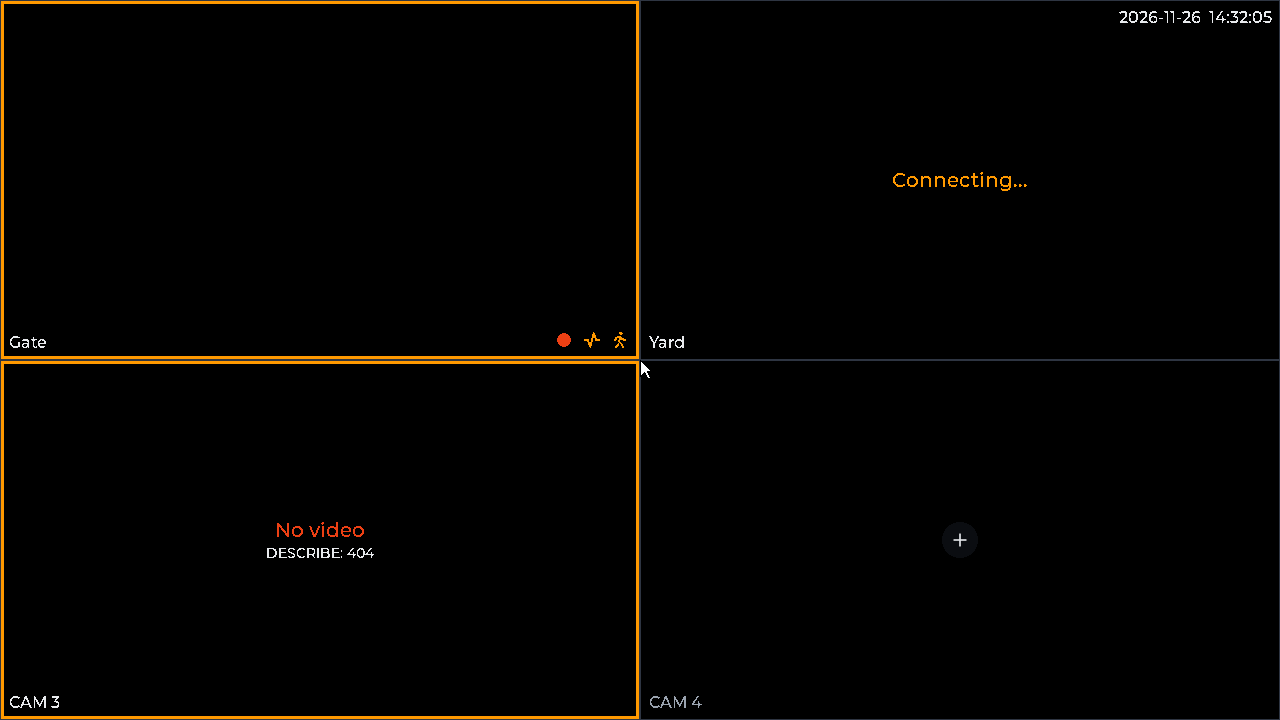 2026-11-26 14:32:05
Connecting...
Gate
Yard
No video
DESCRIBE: 404
CAM 3
CAM 4